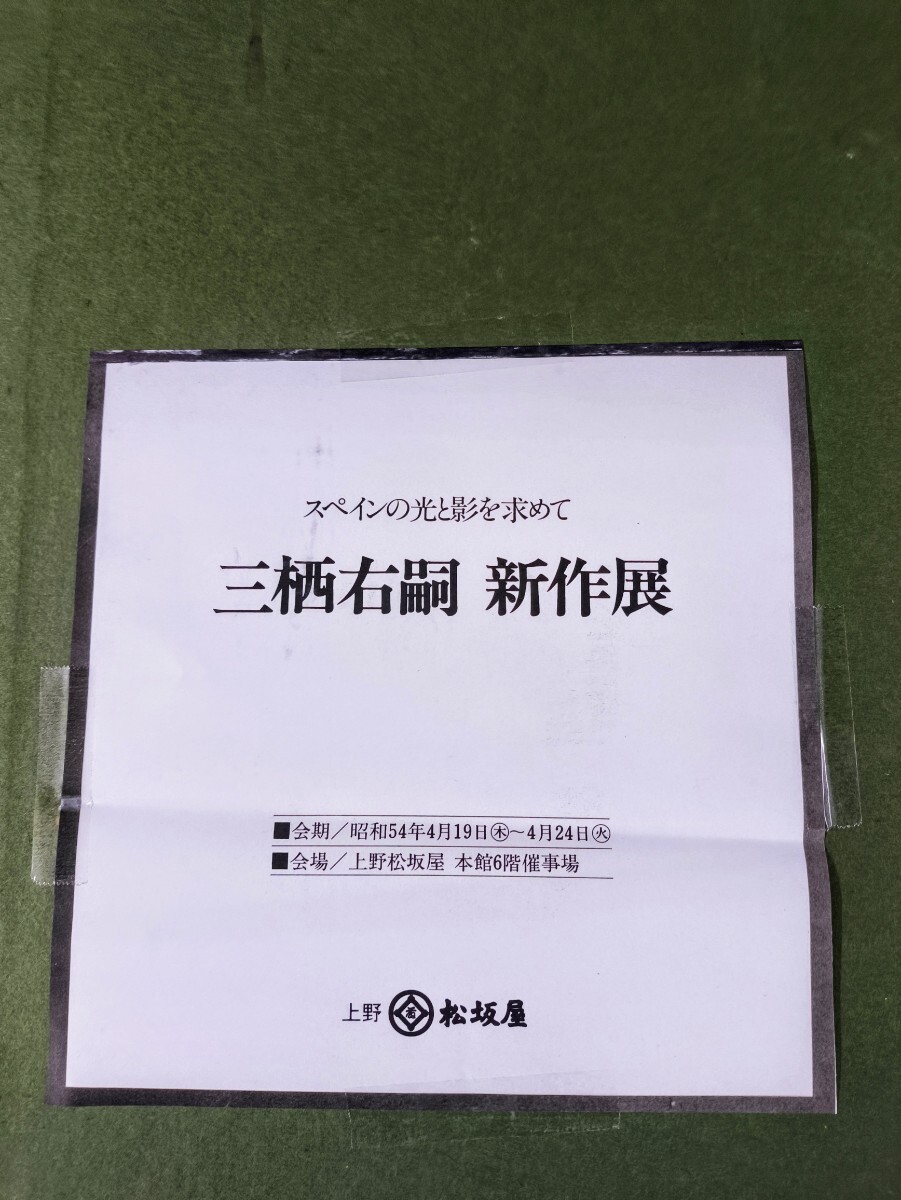 スペインの光と影を求めて
三栖右嗣 新作展
■会期／昭和54年4月19日㊍〜4月24日㊋
■会場／上野松坂屋 本館6階催事場
上野 松坂屋